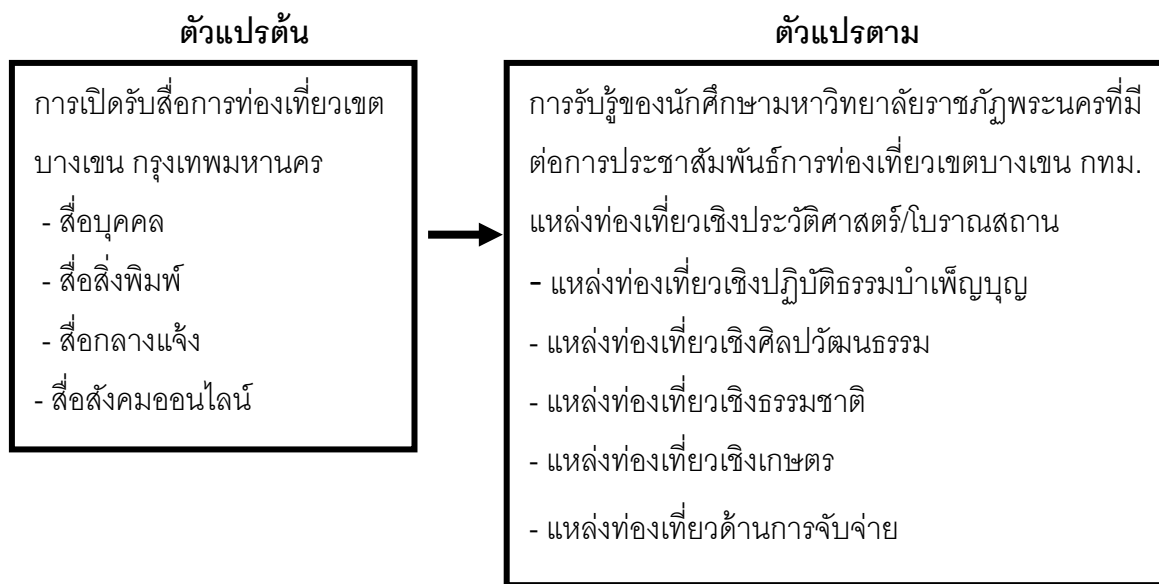 ตัวแปรต้น
การเปิดรับสื่อการท่องเที่ยวเขต
บางเขน กรุงเทพมหานคร
- สื่อบุคคล
- สื่อสิ่งพิมพ์
- สื่อกลางแจ้ง
- สื่อสังคมออนไลน์
ตัวแปรตาม
การรับรู้ของนักศึกษามหาวิทยาลัยราชภัฏพระนครที่มี
ต่อการประชาสัมพันธ์การท่องเที่ยวเขตบางเขน กทม.
แหล่งท่องเที่ยวเชิงประวัติศาสตร์/โบราณสถาน
- แหล่งท่องเที่ยวเชิงปฏิบัติธรรมบำเพ็ญบุญ
- แหล่งท่องเที่ยวเชิงศิลปวัฒนธรรม
- แหล่งท่องเที่ยวเชิงธรรมชาติ
- แหล่งท่องเที่ยวเชิงเกษตร
- แหล่งท่องเที่ยวด้านการจับจ่าย